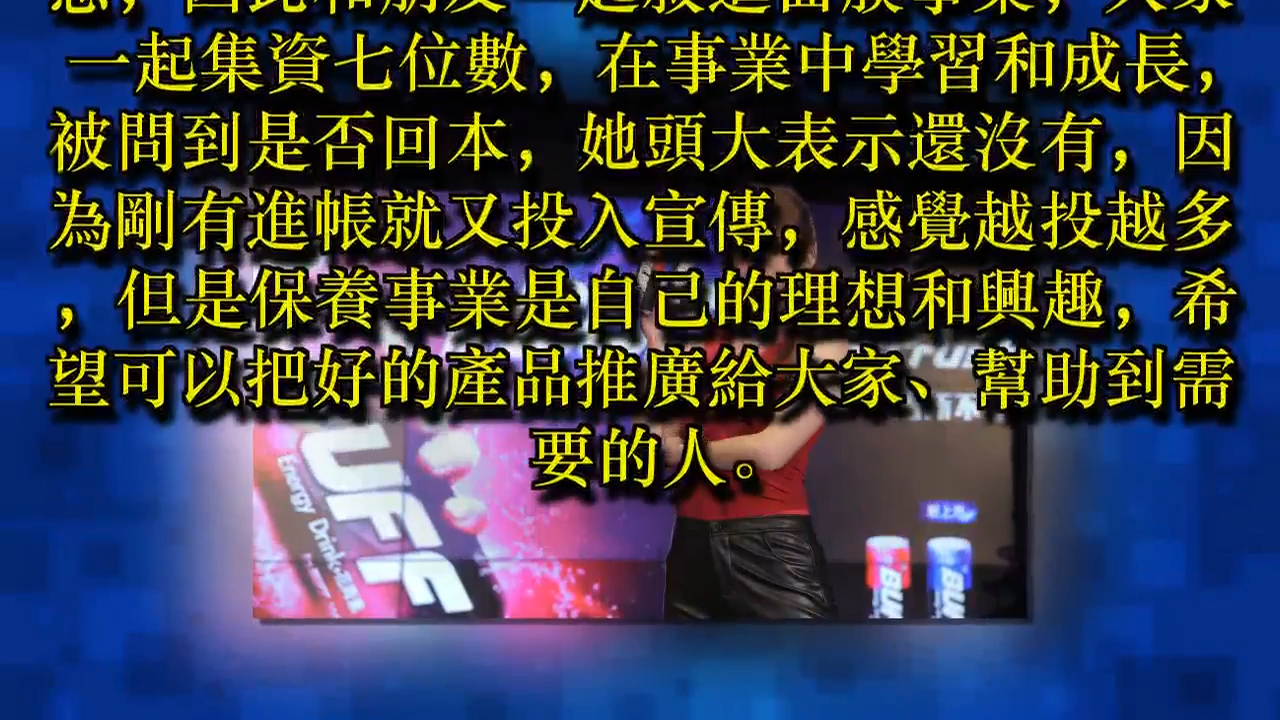 一起集資七位數，在事業中學習和成長，
被問到是否回本，她頭大表示還沒有，因
為剛有進帳就又投入宣傳，感覺越投越多
，但是保養事業是自己的理想和興趣，希
望可以把好的產品推廣給大家、幫助到需
要的人。
UFF
Energy Drink